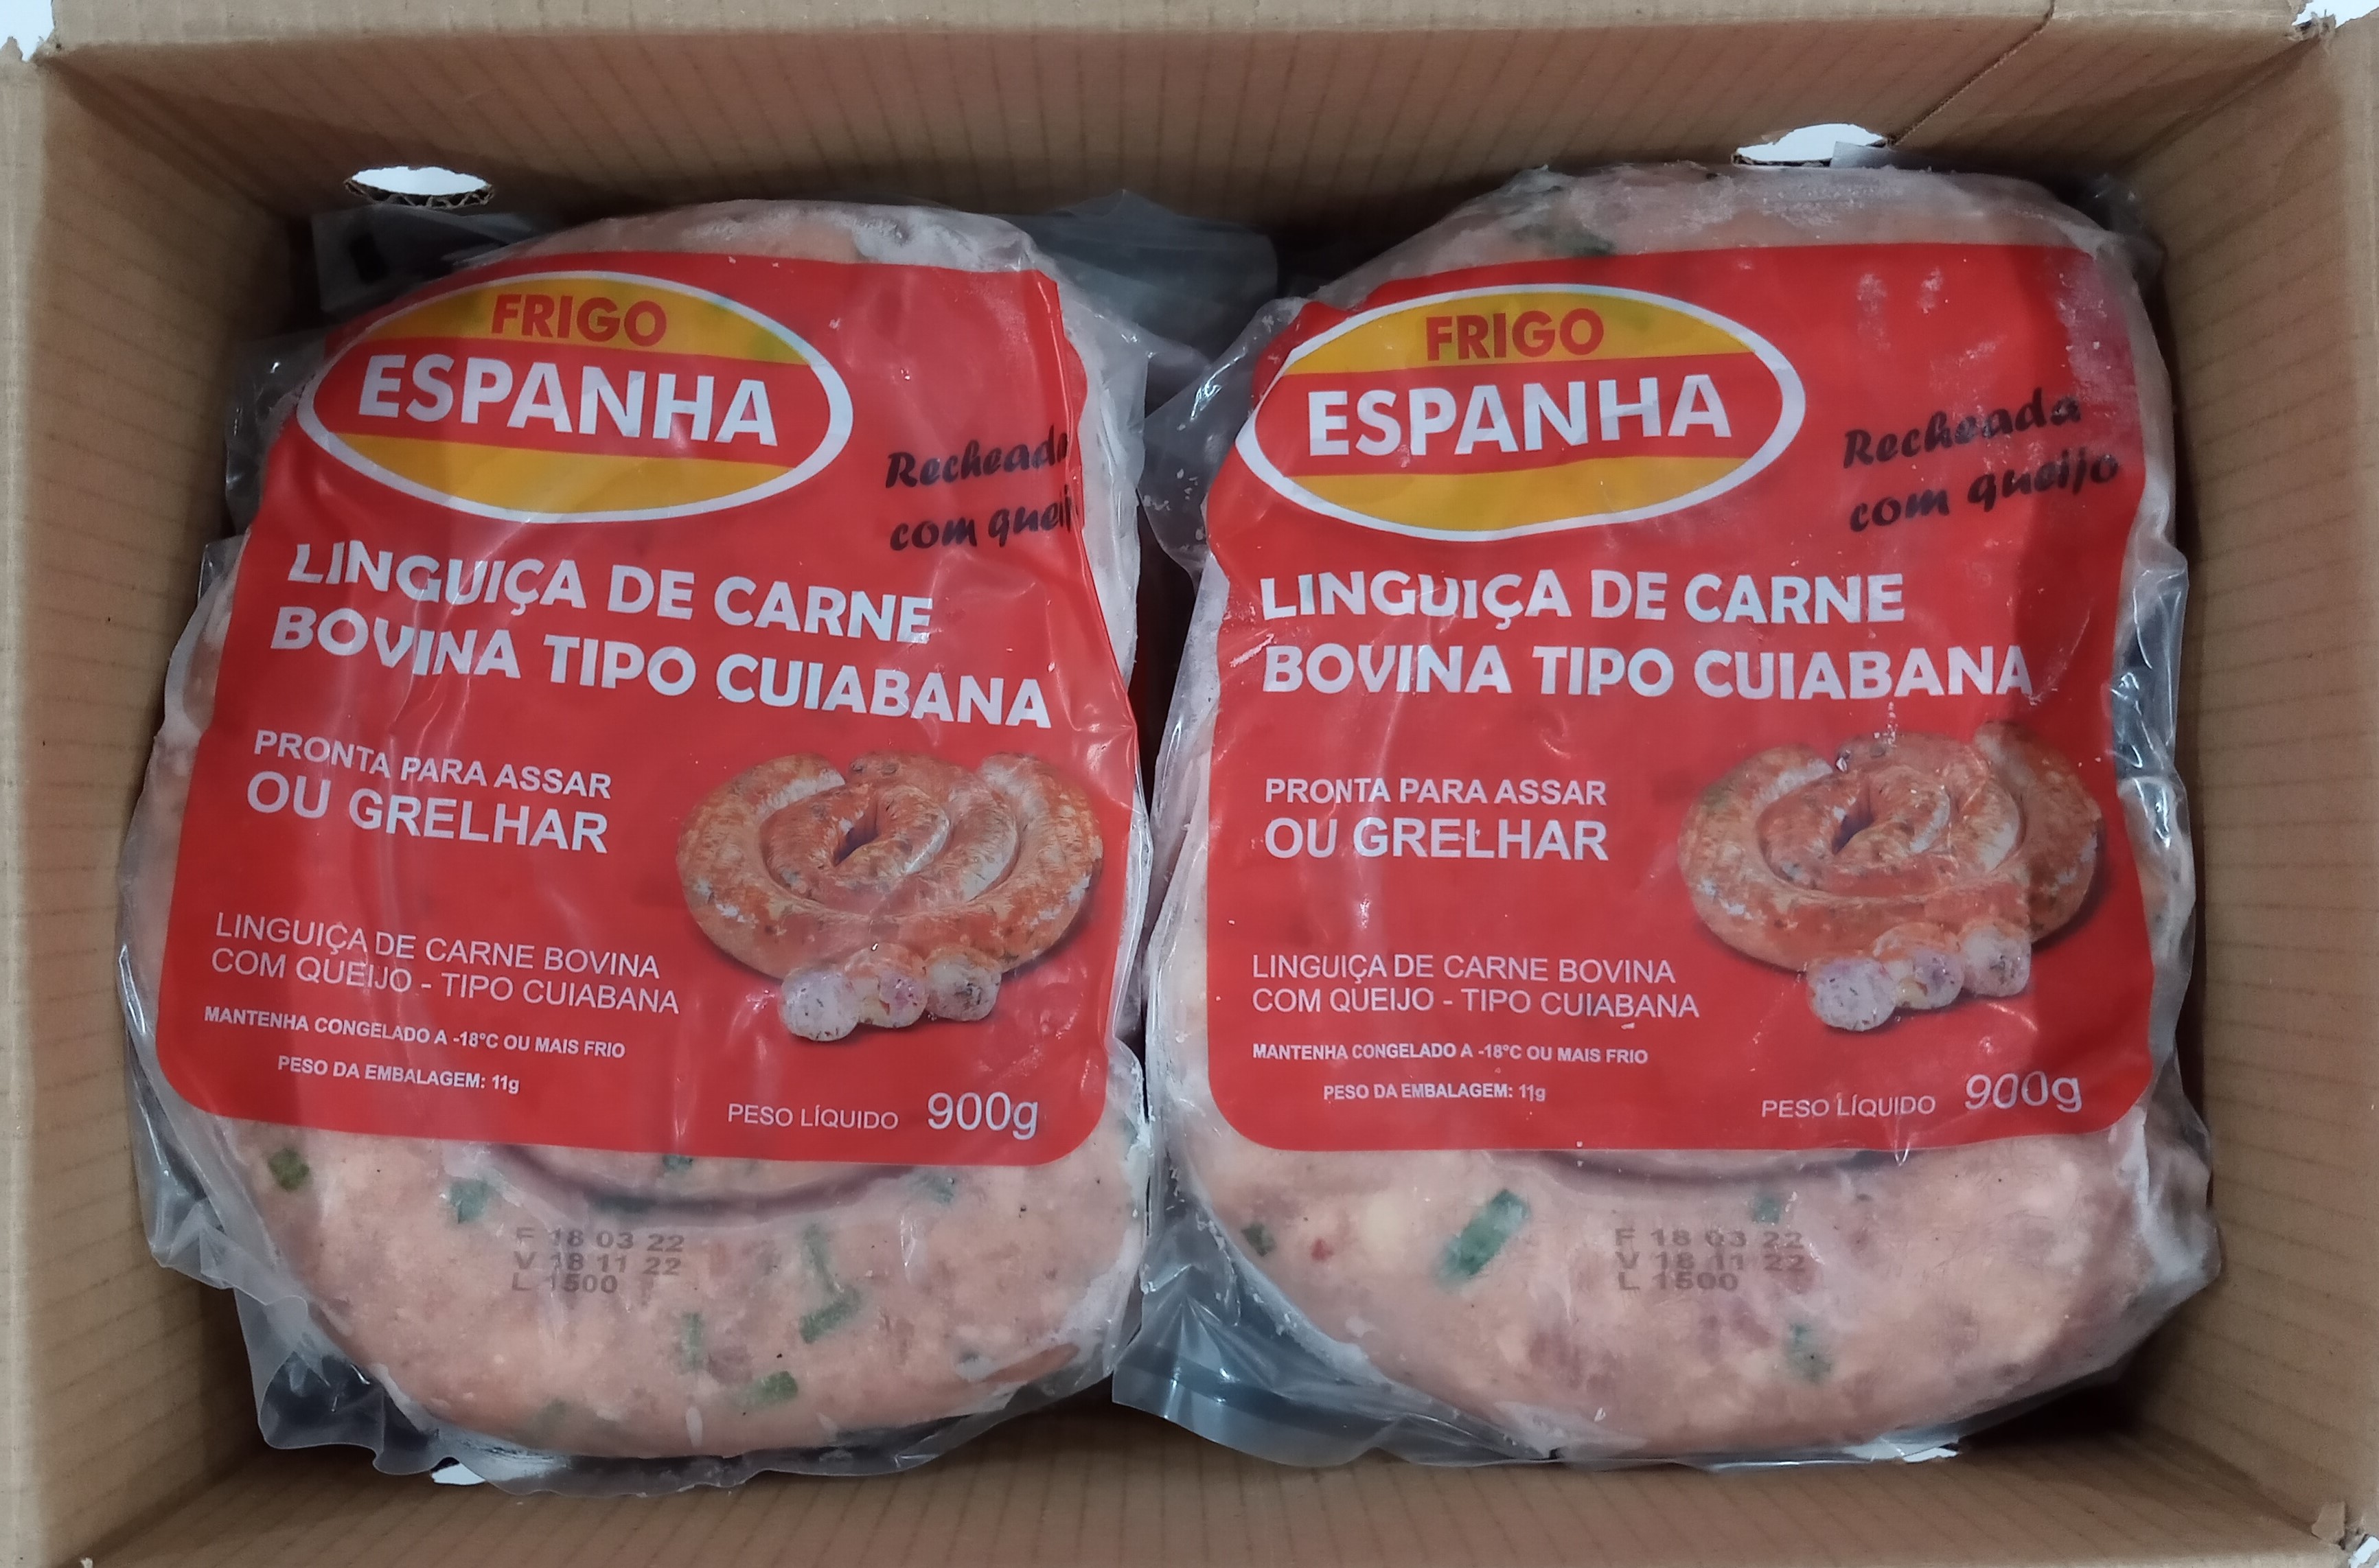 FRIGO
ESPANHA
Recheada
com queij
LINGUIÇA DE CARNE
BOVINA TIPO CUIABANA
PRONTA PARA ASSAR
OU GRELHAR
LINGUIÇA DE CARNE BOVINA
COM QUEIJO - TIPO CUIABANA
MANTENHA CONGELADO A -18°C OU MAIS FRIO
PESO DA EMBALAGEM: 11g
PESO LÍQUIDO 900g
F 18 03 22
V 18 11 22
L 1500
FRIGO
ESPANHA
Recheada
com queijo
LINGUIÇA DE CARNE
BOVINA TIPO CUIABANA
PRONTA PARA ASSAR
OU GRELHAR
LINGUIÇA DE CARNE BOVINA
COM QUEIJO - TIPO CUIABANA
MANTENHA CONGELADO A -18°C OU MAIS FRIO
PESO DA EMBALAGEM: 11g
PESO LÍQUIDO 900g
F 18 03 22
V 18 11 22
L 1500